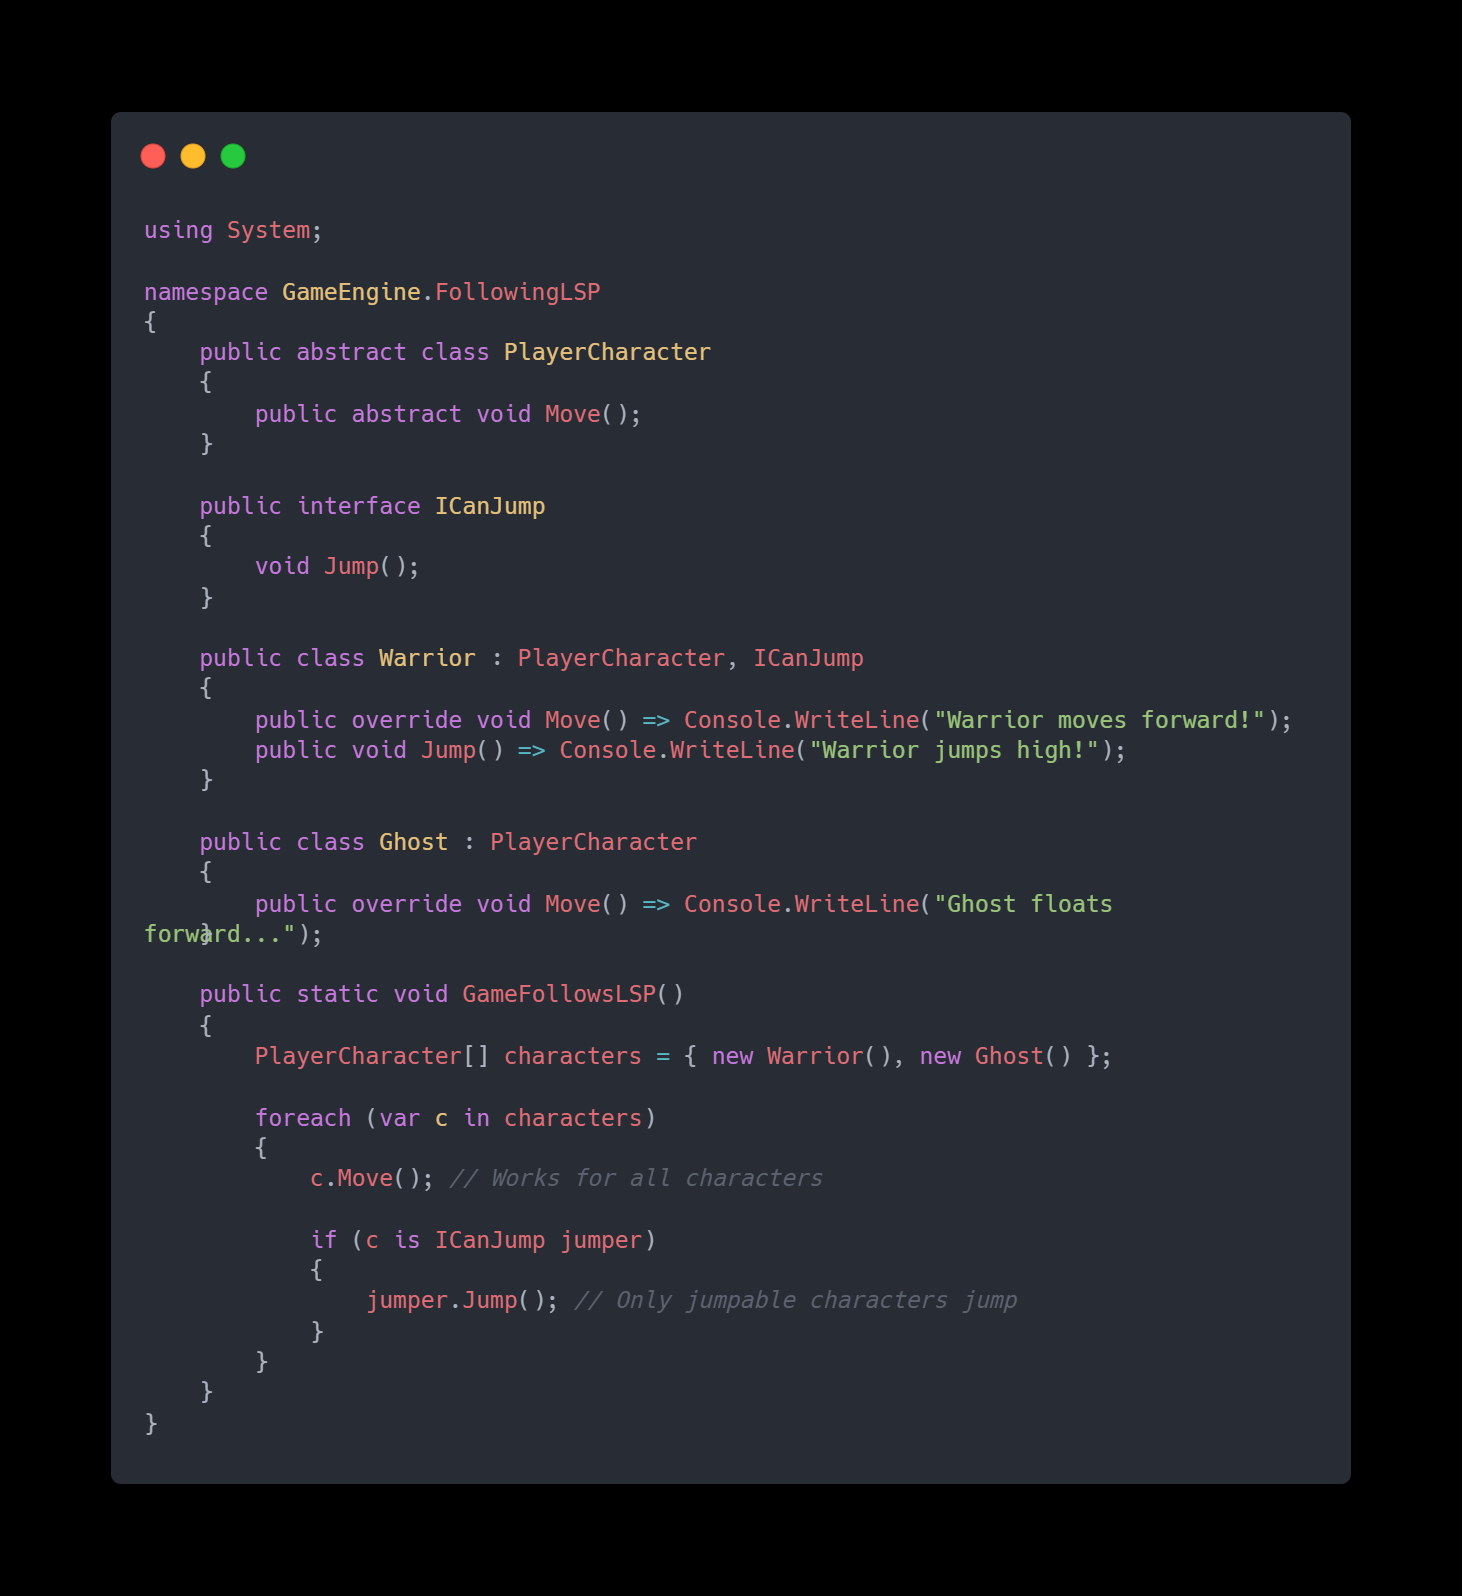 using System;

namespace GameEngine.FollowingLSP
{
    public abstract class PlayerCharacter
    {
        public abstract void Move();
    }

    public interface ICanJump
    {
        void Jump();
    }

    public class Warrior : PlayerCharacter, ICanJump
    {
        public override void Move() => Console.WriteLine("Warrior moves forward!");
        public void Jump() => Console.WriteLine("Warrior jumps high!");
    }

    public class Ghost : PlayerCharacter
    {
        public override void Move() => Console.WriteLine("Ghost floats
forward...");
    }

    public static void GameFollowsLSP()
    {
        PlayerCharacter[] characters = { new Warrior(), new Ghost() };

        foreach (var c in characters)
        {
            c.Move(); // Works for all characters

            if (c is ICanJump jumper)
            {
                jumper.Jump(); // Only jumpable characters jump
            }
        }
    }
}